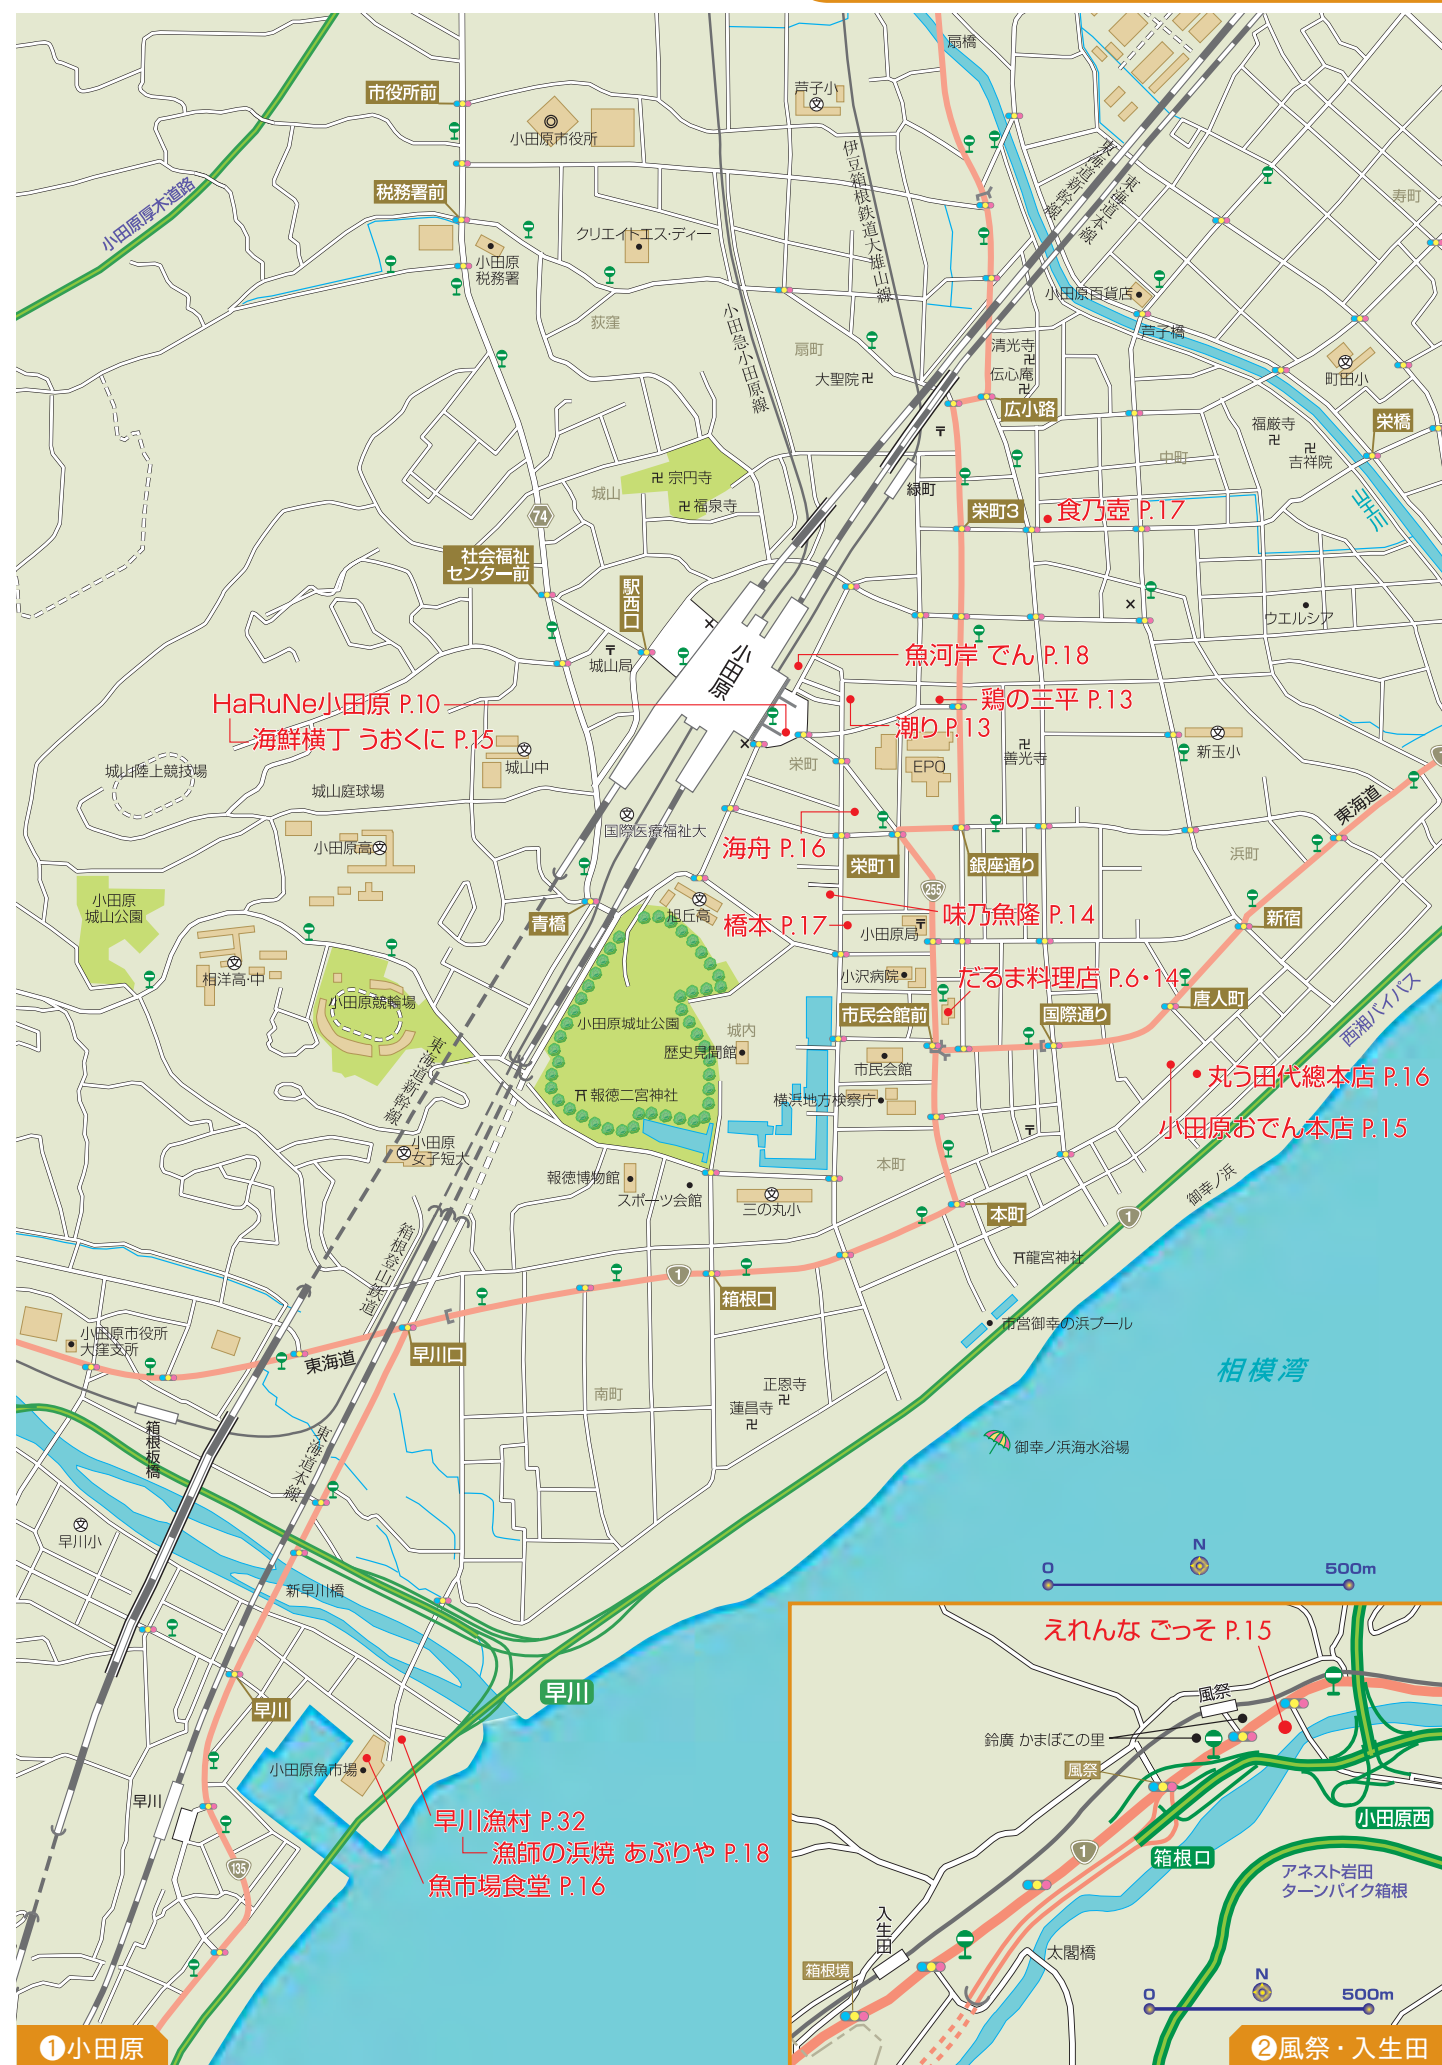 扇橋
市役所前
芦子小
小田原市役所
伊豆箱根鉄道大雄山線
東海道新幹線
東海道本線
小田原厚木道路
税務署前
寿町
クリエイトエス・ディー
小田原
税務署
小田原百貨店
荻窪
小田急小田原線
扇町
清光寺
芦子橋
大聖院
伝心庵
町田小
広小路
福厳寺
栄橋
吉祥院
中町
宗円寺
城山
福泉寺
緑町
山王川
74
栄町3
食乃壺 P.17
社会福祉
センター前
駅西口
ウエルシア
城山局
小田原
魚河岸 でん P.18
HaRuNe小田原 P.10
鶏の三平 P.13
海鮮横丁 うおくに P.15
潮り P.13
善光寺
新玉小
城山中
栄町
EPO
城山陸上競技場
城山庭球場
東海道
1
国際医療福祉大
小田原高
海舟 P.16
栄町1
銀座通り
浜町
255
小田原
城山公園
旭丘高
味乃魚隆 P.14
青橋
橋本 P.17
小田原局
新宿
相洋高・中
小沢病院
だるま料理店 P.6・14
小田原競輪場
小田原城址公園
城内
市民会館前
国際通り
唐人町
西湘バイパス
東海道新幹線
歴史見聞館
市民会館
丸う田代總本店 P.16
報徳二宮神社
横浜地方検察庁
小田原おでん本店 P.15
小田原
女子短大
報徳博物館
本町
スポーツ会館
三の丸小
御幸ノ浜
本町
1
箱根登山鉄道
龍宮神社
1
箱根口
市営御幸の浜プール
小田原市役所
大窪支所
早川口
東海道
相模湾
南町
正恩寺
蓮昌寺
箱根板橋
東海道本線
御幸ノ浜海水浴場
早川小
N
0 500m
新早川橋
早川
早川
小田原魚市場
早川
早川漁村 P.32
漁師の浜焼 あぶりや P.18
魚市場食堂 P.16
135
えれんな ごっそ P.15
風祭
鈴廣 かまぼこの里
風祭
小田原西
1
箱根口
アネスト岩田
ターンパイク箱根
入生田
太閤橋
箱根境
N
0 500m
❶小田原
❷風祭・入生田